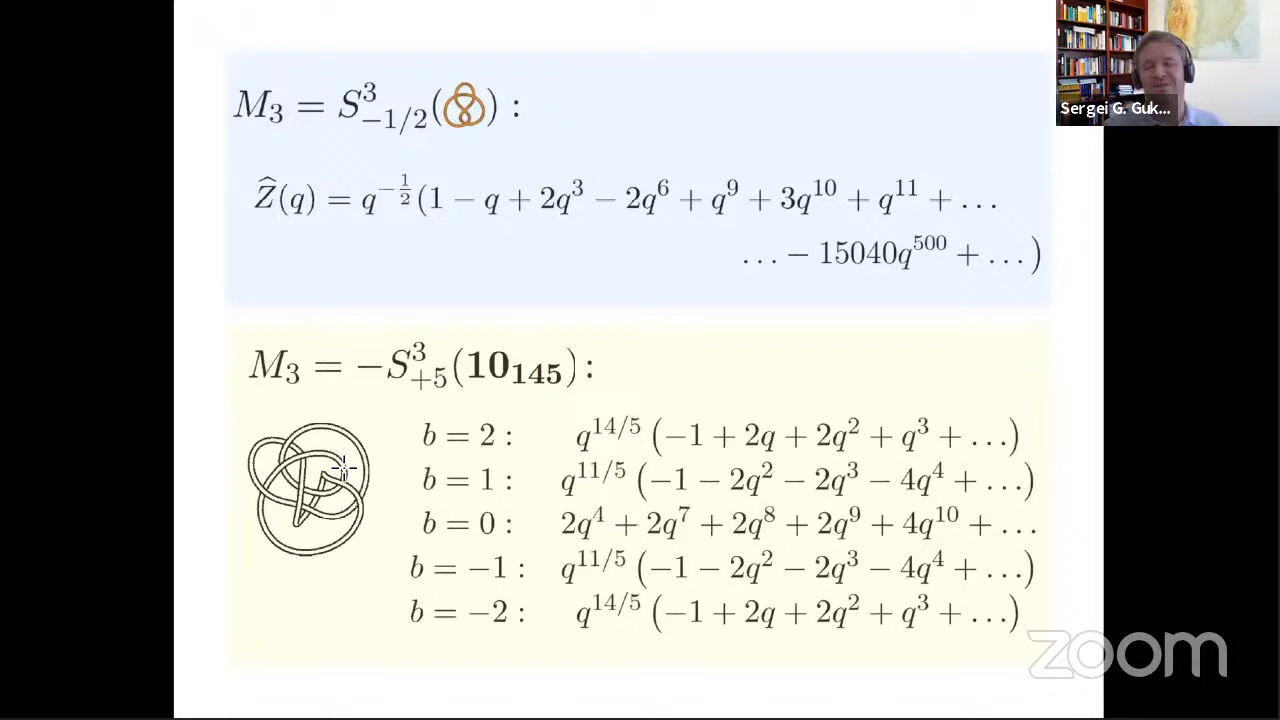 M₃ = S³₋₁/₂( ) :
Sergei G. Guk...
Ẑ(q) = q^{-1/2}(1 − q + 2q³ − 2q⁶ + q⁹ + 3q¹⁰ + q¹¹ + …
… − 15040q⁵⁰⁰ + … )
M₃ = −S³₊₅(10₁₄₅):
b = 2 : q^{14/5} (−1 + 2q + 2q² + q³ + …)
b = 1 : q^{11/5} (−1 − 2q² − 2q³ − 4q⁴ + …)
b = 0 : 2q⁴ + 2q⁷ + 2q⁸ + 2q⁹ + 4q¹⁰ + …
b = −1 : q^{11/5} (−1 − 2q² − 2q³ − 4q⁴ + …)
b = −2 : q^{14/5} (−1 + 2q + 2q² + q³ + …)
zoom